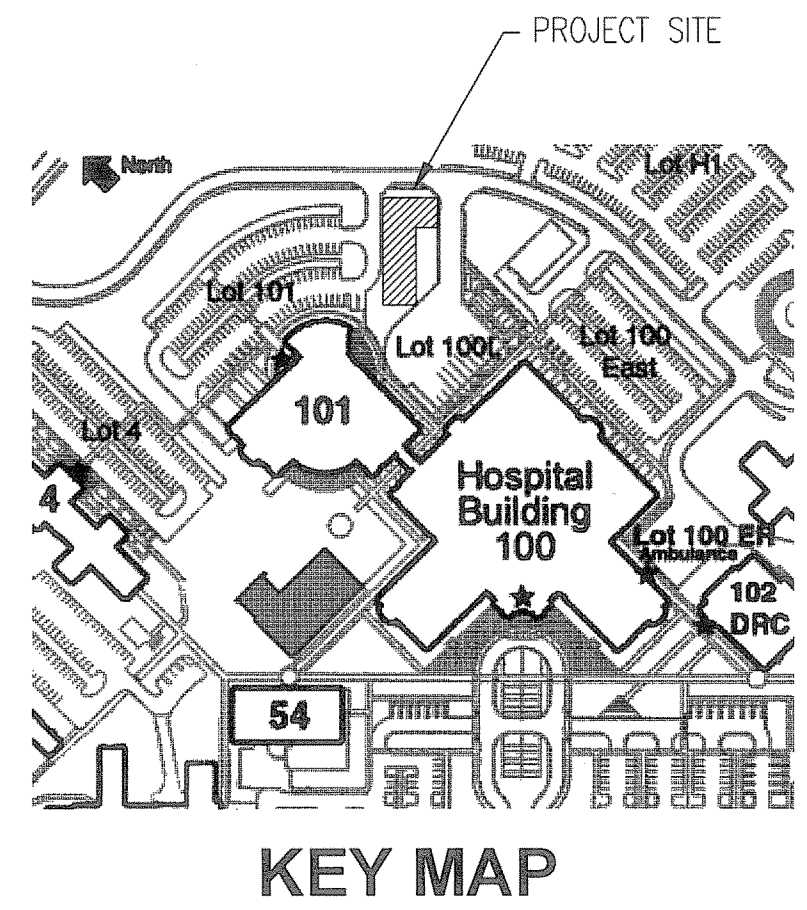 PROJECT SITE
North
Lot H1
Lot 101
Lot 100L
Lot 100
East
101
Lot 4
4
Hospital
Building
100
Lot 100 ER
Ambulance
102
DRC
54
KEY MAP